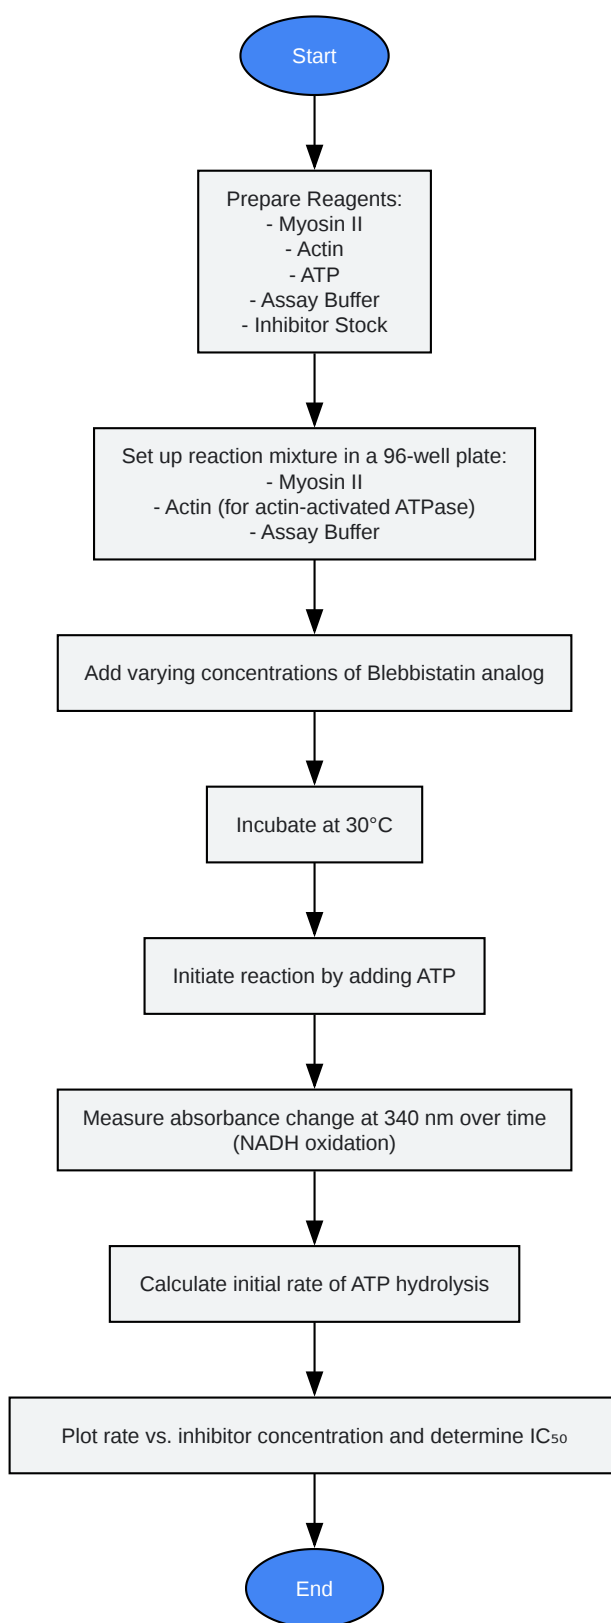 Start
Prepare Reagents:
- Myosin II
- Actin
- ATP
- Assay Buffer
- Inhibitor Stock
Set up reaction mixture in a 96-well plate:
- Myosin II
- Actin (for actin-activated ATPase)
- Assay Buffer
Add varying concentrations of Blebbistatin analog
Incubate at 30°C
Initiate reaction by adding ATP
Measure absorbance change at 340 nm over time
(NADH oxidation)
Calculate initial rate of ATP hydrolysis
Plot rate vs. inhibitor concentration and determine IC₅₀
End